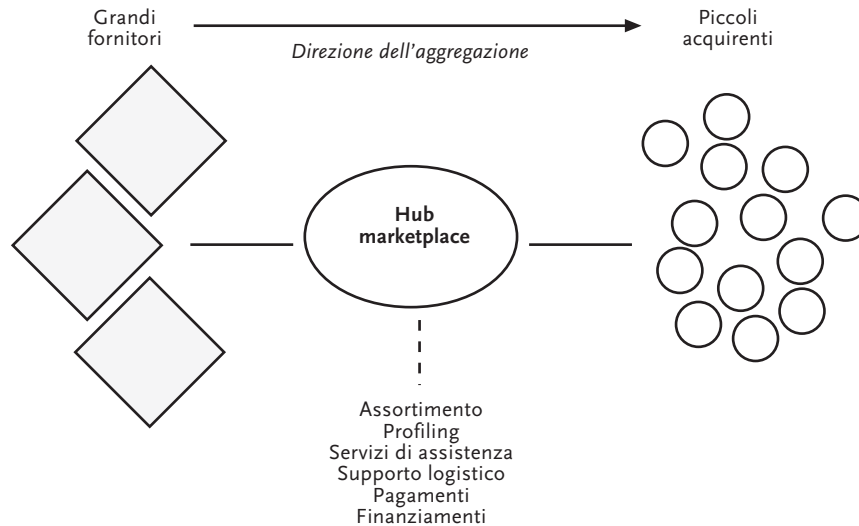 Grandi
fornitori
Direzione dell'aggregazione
Piccoli
acquirenti
Hub
marketplace
Assortimento
Profiling
Servizi di assistenza
Supporto logistico
Pagamenti
Finanziamenti